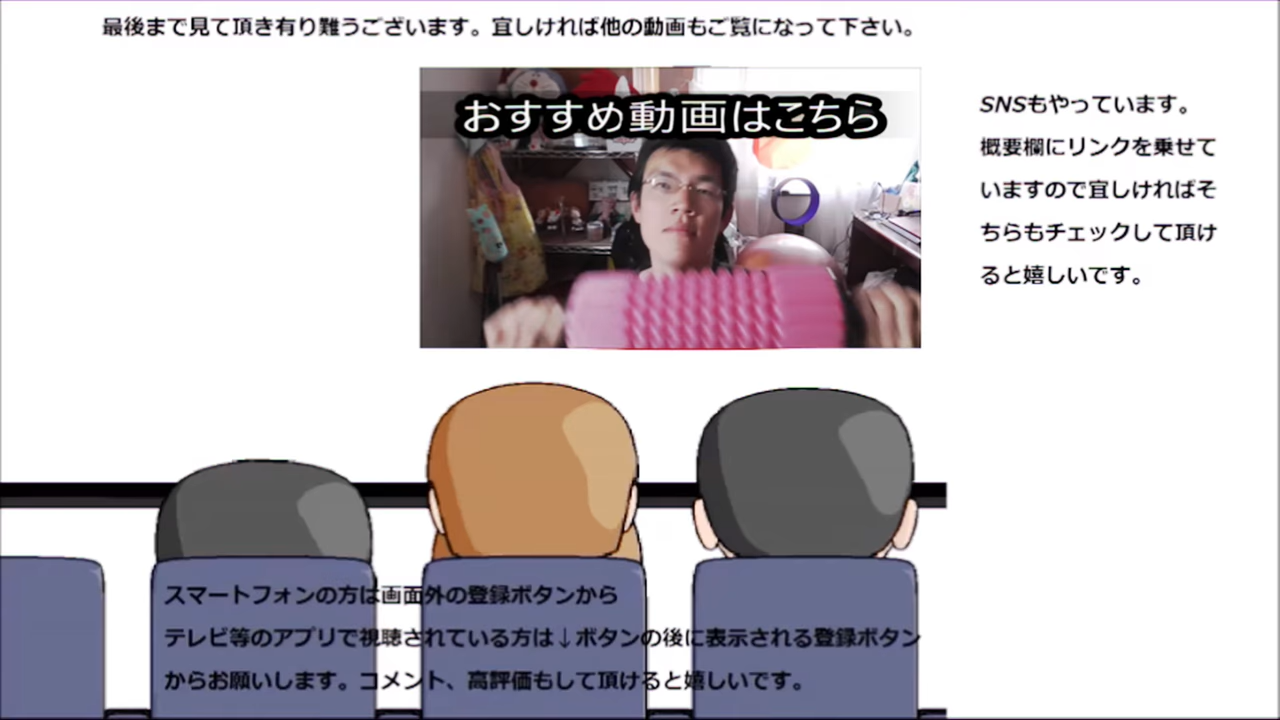 最後まで見て頂き有り難うございます。宜しければ他の動画もご覧になって下さい。
おすすめ動画はこちら
SNSもやっています。
概要欄にリンクを乗せて
いますので宜しければそ
ちらもチェックして頂け
ると嬉しいです。
スマートフォンの方は画面外の登録ボタンから
テレビ等のアプリで視聴されている方は↓ボタンの後に表示される登録ボタン
からお願いします。コメント、高評価もして頂けると嬉しいです。